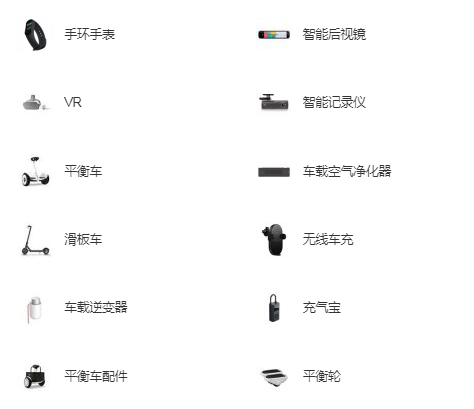 手环手表
智能后视镜
VR
智能记录仪
平衡车
车载空气净化器
滑板车
无线车充
车载逆变器
充气宝
平衡车配件
平衡轮